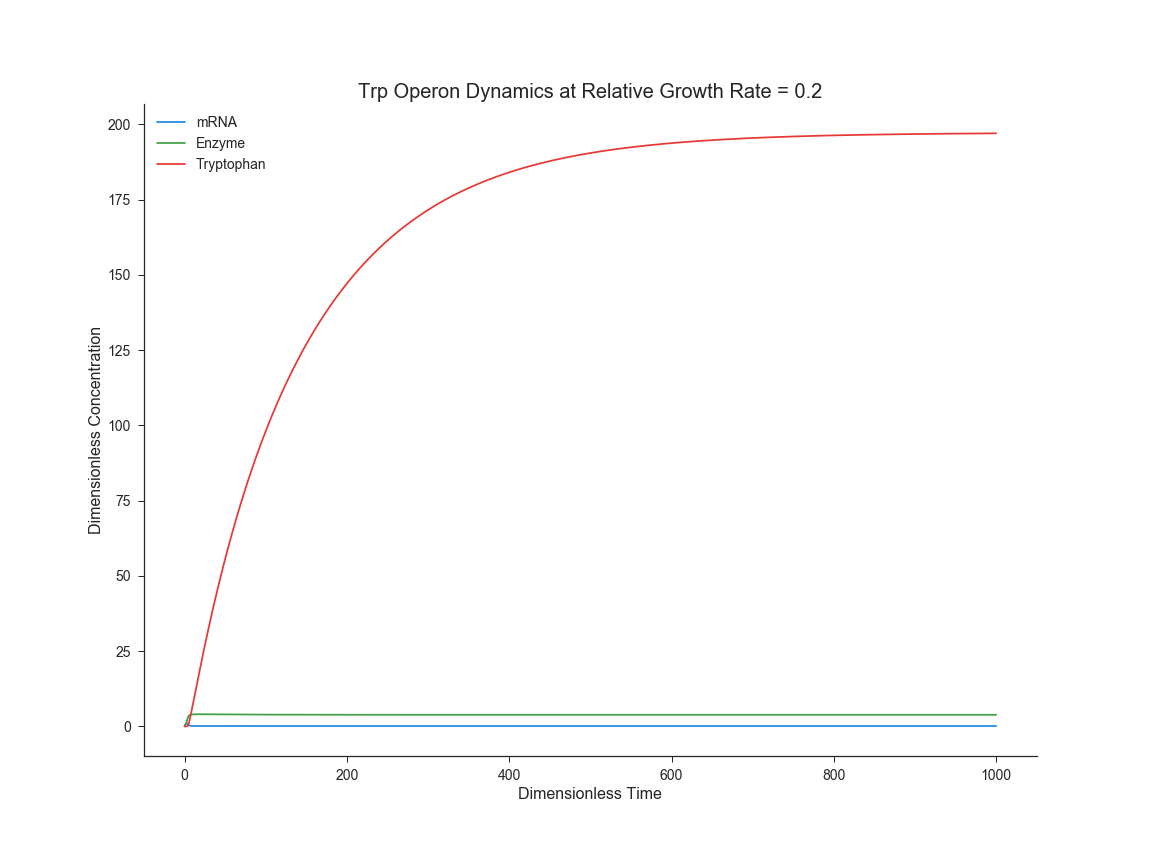 Trp Operon Dynamics at Relative Growth Rate = 0.2
mRNA
Enzyme
Tryptophan
200
175
150
125
100
75
50
25
0
Dimensionless Concentration
0 200 400 600 800 1000
Dimensionless Time